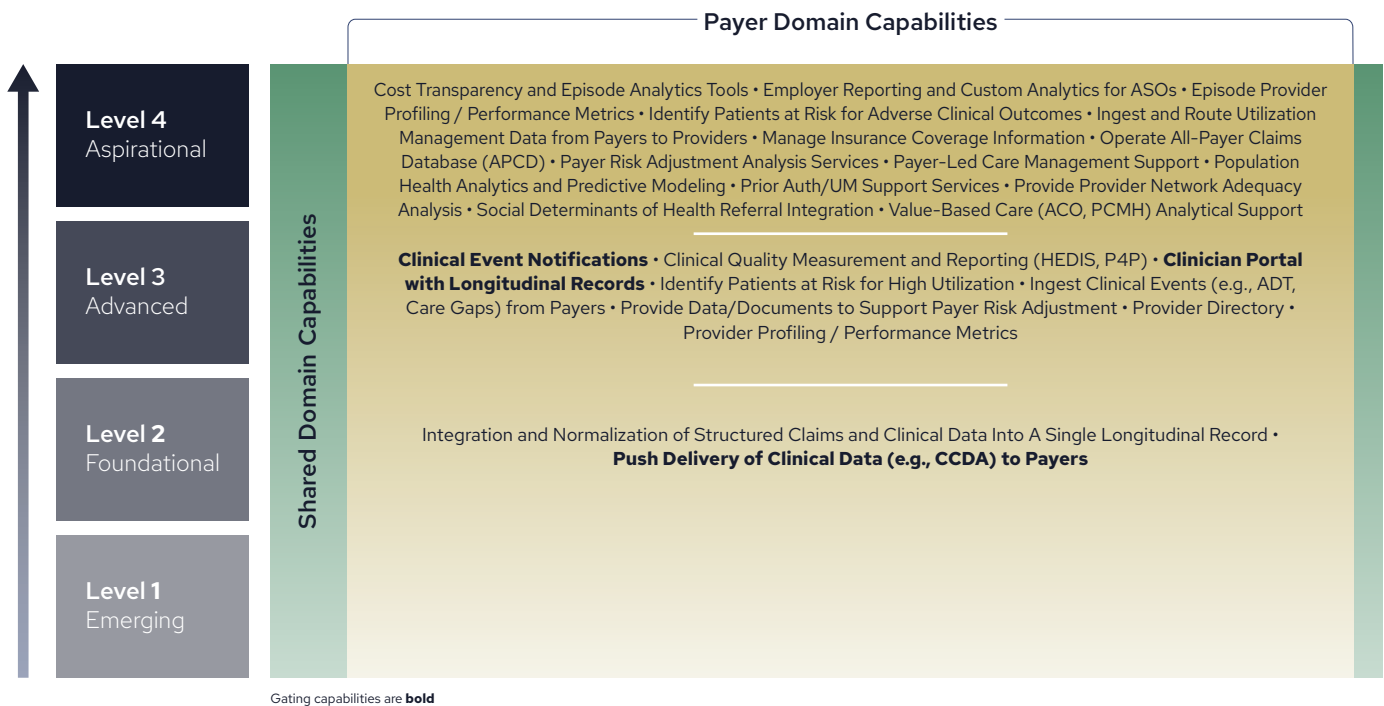 Payer Domain Capabilities
Level 4
Aspirational
Level 3
Advanced
Level 2
Foundational
Level 1
Emerging
Shared Domain Capabilities
Cost Transparency and Episode Analytics Tools • Employer Reporting and Custom Analytics for ASOs • Episode Provider
Profiling / Performance Metrics • Identify Patients at Risk for Adverse Clinical Outcomes • Ingest and Route Utilization
Management Data from Payers to Providers • Manage Insurance Coverage Information • Operate All-Payer Claims
Database (APCD) • Payer Risk Adjustment Analysis Services • Payer-Led Care Management Support • Population
Health Analytics and Predictive Modeling • Prior Auth/UM Support Services • Provide Provider Network Adequacy
Analysis • Social Determinants of Health Referral Integration • Value-Based Care (ACO, PCMH) Analytical Support
Clinical Event Notifications • Clinical Quality Measurement and Reporting (HEDIS, P4P) • Clinician Portal
with Longitudinal Records • Identify Patients at Risk for High Utilization • Ingest Clinical Events (e.g., ADT,
Care Gaps) from Payers • Provide Data/Documents to Support Payer Risk Adjustment • Provider Directory •
Provider Profiling / Performance Metrics
Integration and Normalization of Structured Claims and Clinical Data Into A Single Longitudinal Record •
Push Delivery of Clinical Data (e.g., CCDA) to Payers
Gating capabilities are bold